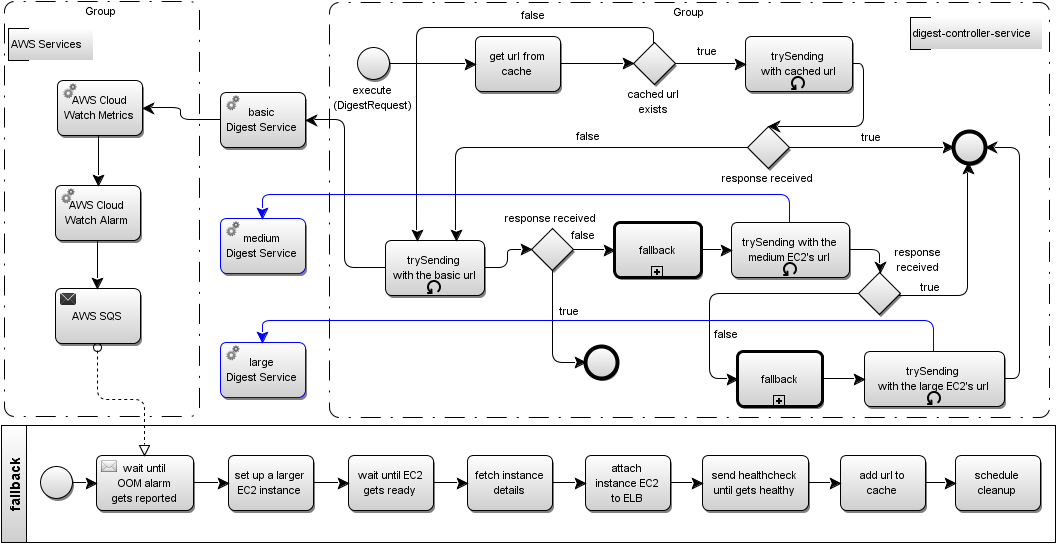 Group
Group
AWS Services
digest-controller-service
false
get url from
cache
true
trySending
with cached url
execute
(DigestRequest)
cached url
exists
AWS Cloud
Watch Metrics
basic
Digest Service
false
true
response received
AWS Cloud
Watch Alarm
medium
Digest Service
response received
false
fallback
trySending with the
medium EC2's url
response
received
trySending
with the basic url
true
AWS SQS
true
false
large
Digest Service
fallback
trySending
with the large EC2's url
fallback
wait until
OOM alarm
gets reported
set up a larger
EC2 instance
wait until EC2
gets ready
fetch instance
details
attach
instance EC2
to ELB
send healthcheck
until gets healthy
add url to
cache
schedule
cleanup